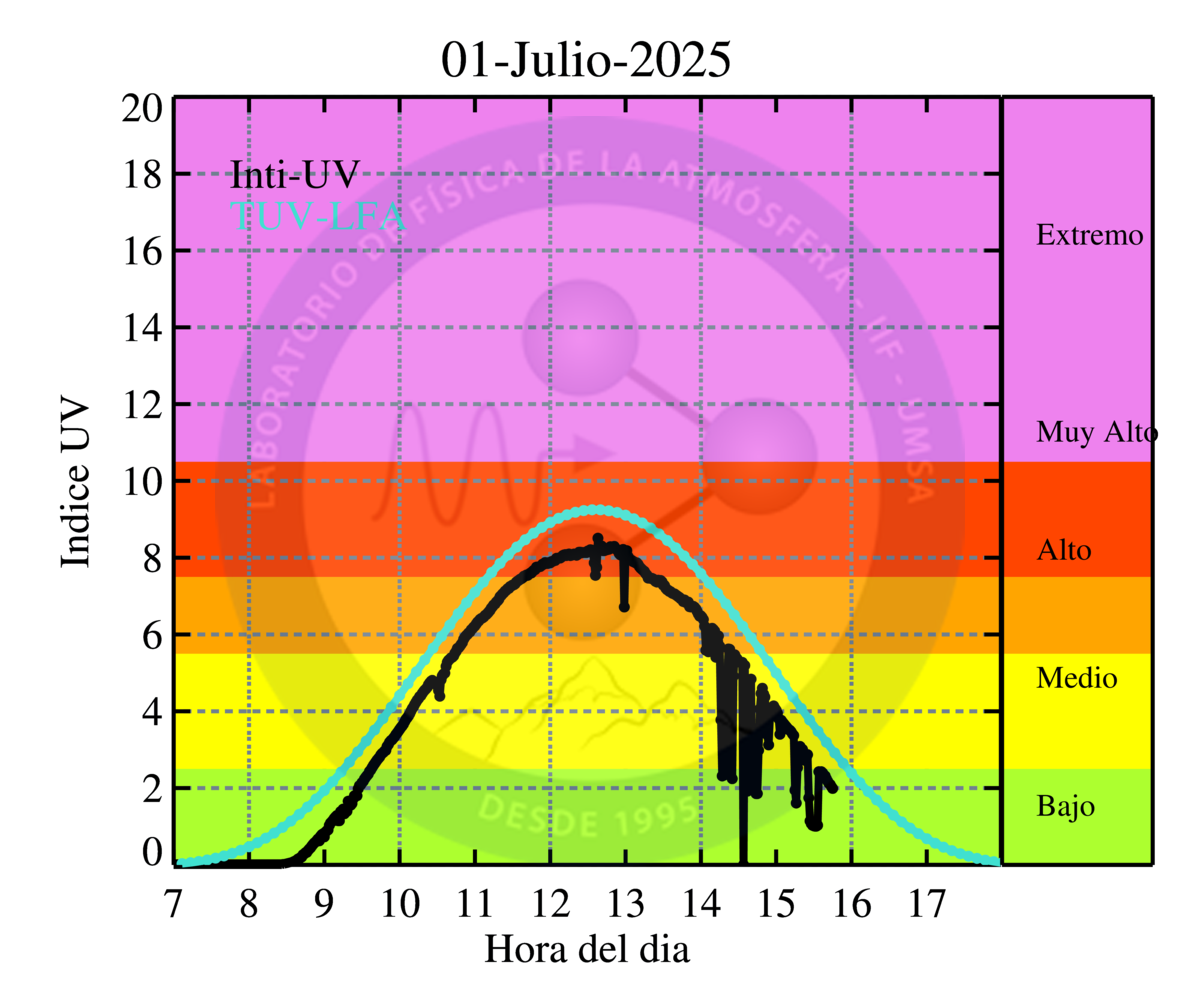 01-Julio-2025
20
18
16
14
12
10
8
6
4
2
0
Indice UV
Inti-UV
TUV-LFA
LABORATORIO DE FÍSICA DE LA ATMÓSFERA - IIF - UMSA
DESDE 1995
Extremo
Muy Alto
Alto
Medio
Bajo
7 8 9 10 11 12 13 14 15 16 17
Hora del dia